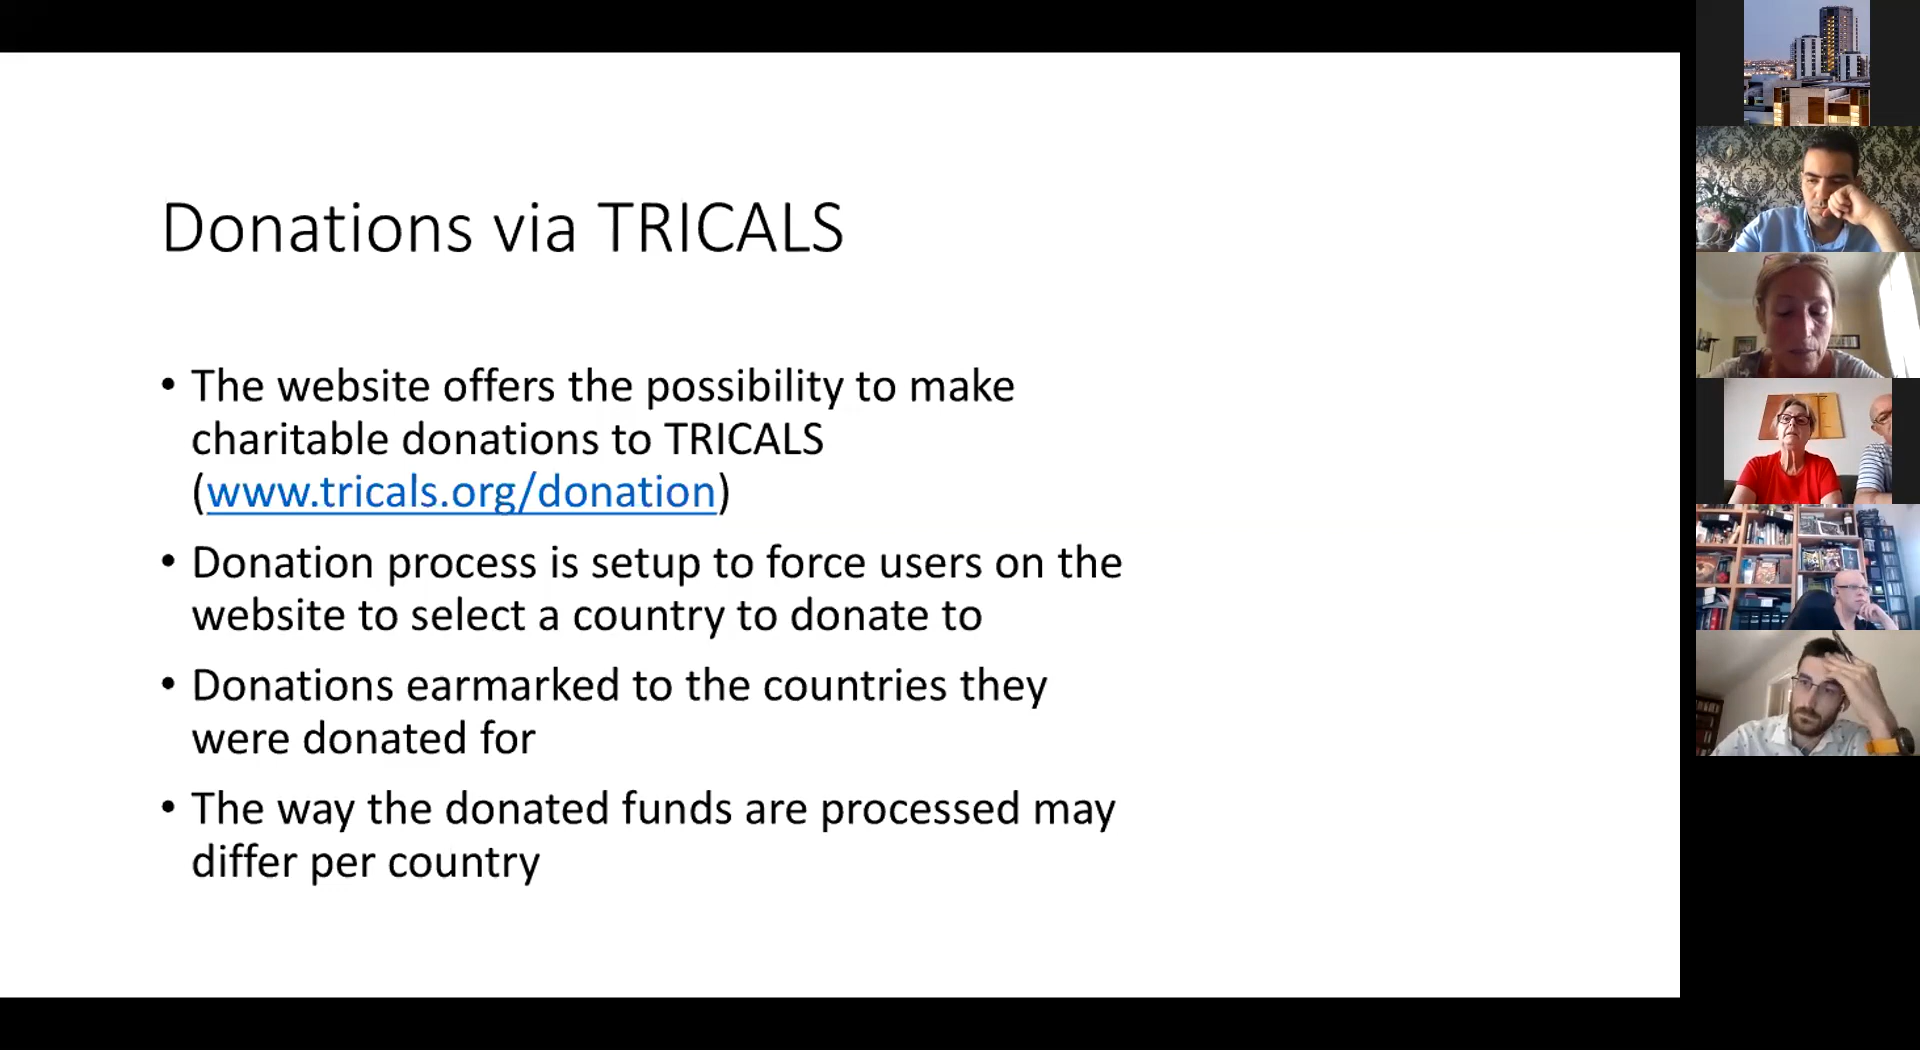 Donations via TRICALS
• The website offers the possibility to make
charitable donations to TRICALS
(www.tricals.org/donation)
• Donation process is setup to force users on the
website to select a country to donate to
• Donations earmarked to the countries they
were donated for
• The way the donated funds are processed may
differ per country